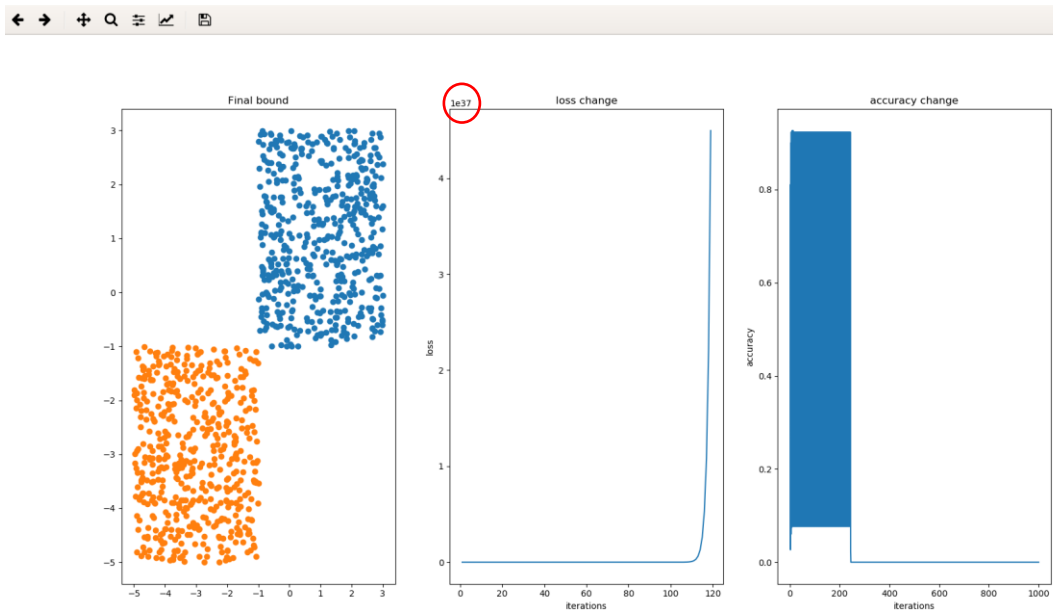 Final bound
3
2
1
0
−1
−2
−3
−4
−5
−5 −4 −3 −2 −1 0 1 2 3
1e37
loss change
4
3
2
1
0
loss
0 20 40 60 80 100 120
iterations
accuracy change
0.8
0.6
0.4
0.2
0.0
accuracy
0 200 400 600 800 1000
iterations